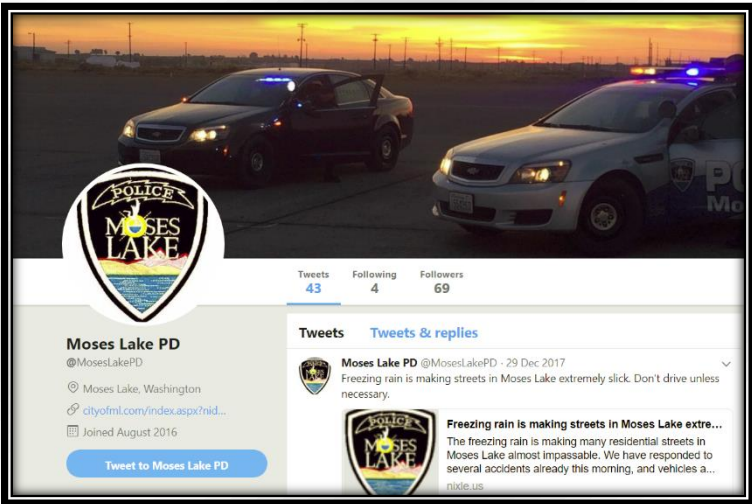 P
Mo
POLICE
MOSES
LAKE
Tweets Following Followers
43 4 69
Moses Lake PD
@MosesLakePD
Moses Lake, Washington
cityofml.com/index.aspx?nid...
Joined August 2016
Tweet to Moses Lake PD
Tweets Tweets & replies
Moses Lake PD @MosesLakePD · 29 Dec 2017
Freezing rain is making streets in Moses Lake extremely slick. Don't drive unless
necessary.
POLICE
MOSES
LAKE
Freezing rain is making streets in Moses Lake extre...
The freezing rain is making many residential streets in
Moses Lake almost impassable. We have responded to
several accidents already this morning, and vehicles a...
nixle.us